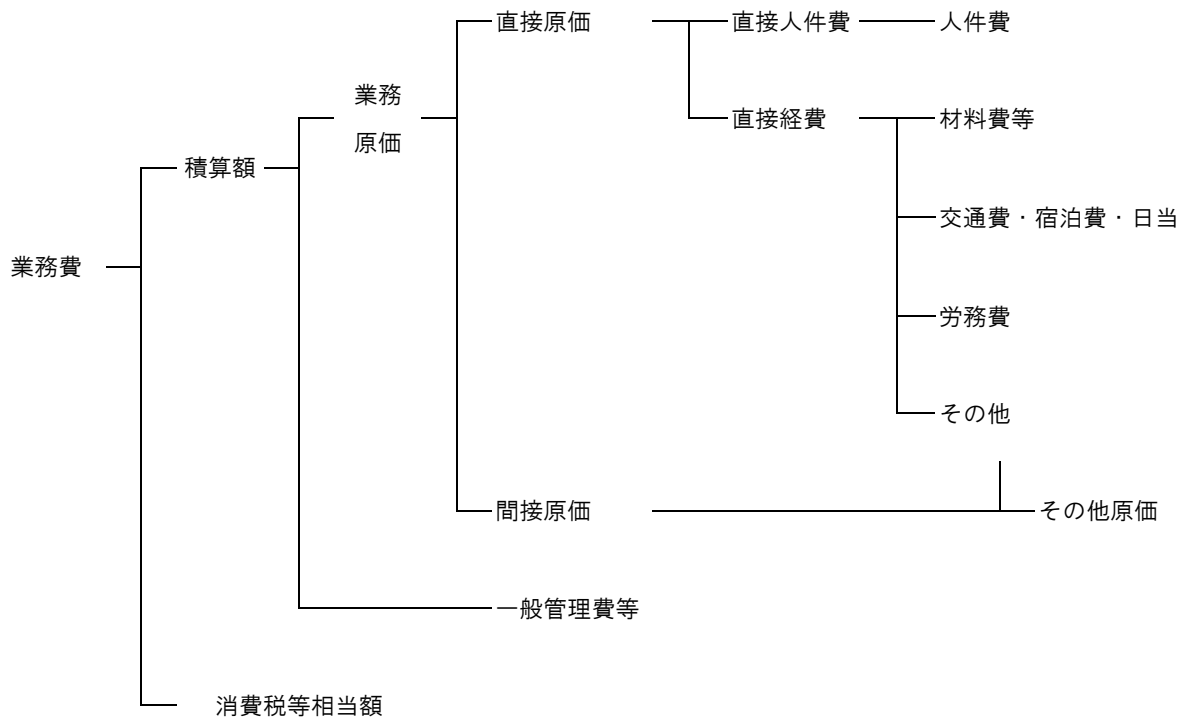 直接原価
直接人件費
人件費
業務
原価
直接経費
材料費等
積算額
交通費・宿泊費・日当
業務費
労務費
その他
間接原価
その他原価
一般管理費等
消費税等相当額